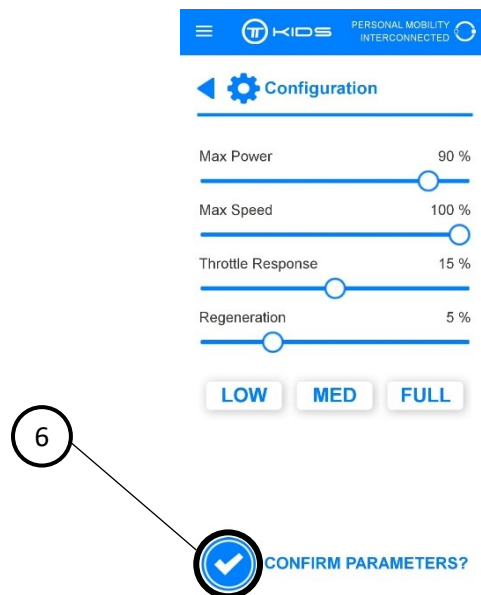 KIDS
PERSONAL MOBILITY
INTERCONNECTED
Configuration
Max Power 90 %
Max Speed 100 %
Throttle Response 15 %
Regeneration 5 %
LOW MED FULL
6
CONFIRM PARAMETERS?